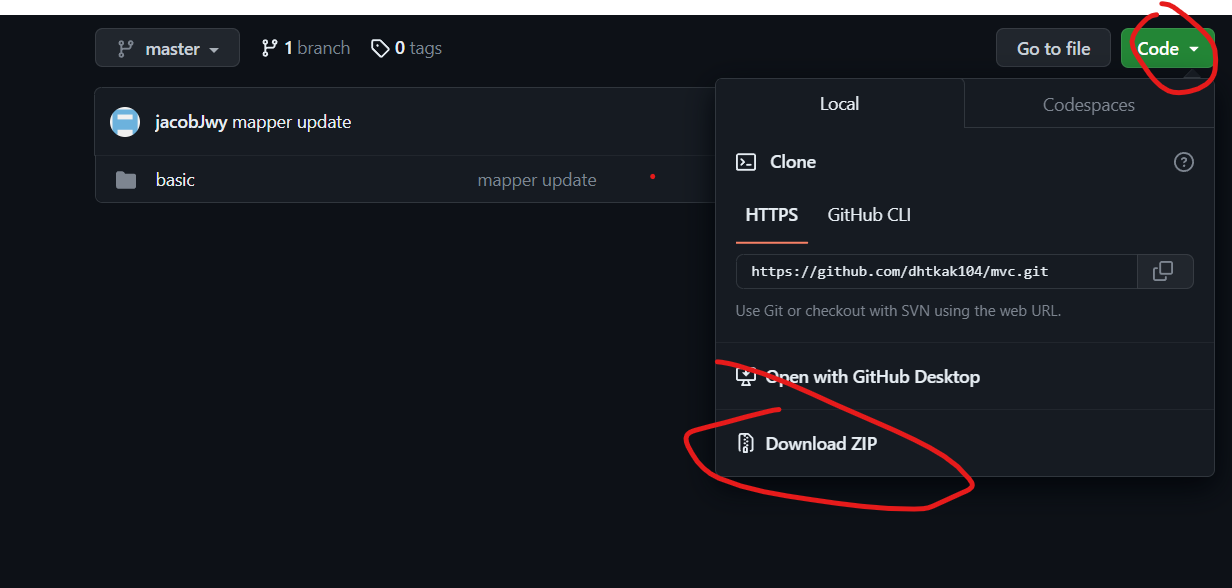 master 1 branch 0 tags Go to file Code
Local Codespaces
jacobJwy mapper update
Clone
basic mapper update
HTTPS GitHub CLI
https://github.com/dhtkak104/mvc.git
Use Git or checkout with SVN using the web URL.
Open with GitHub Desktop
Download ZIP